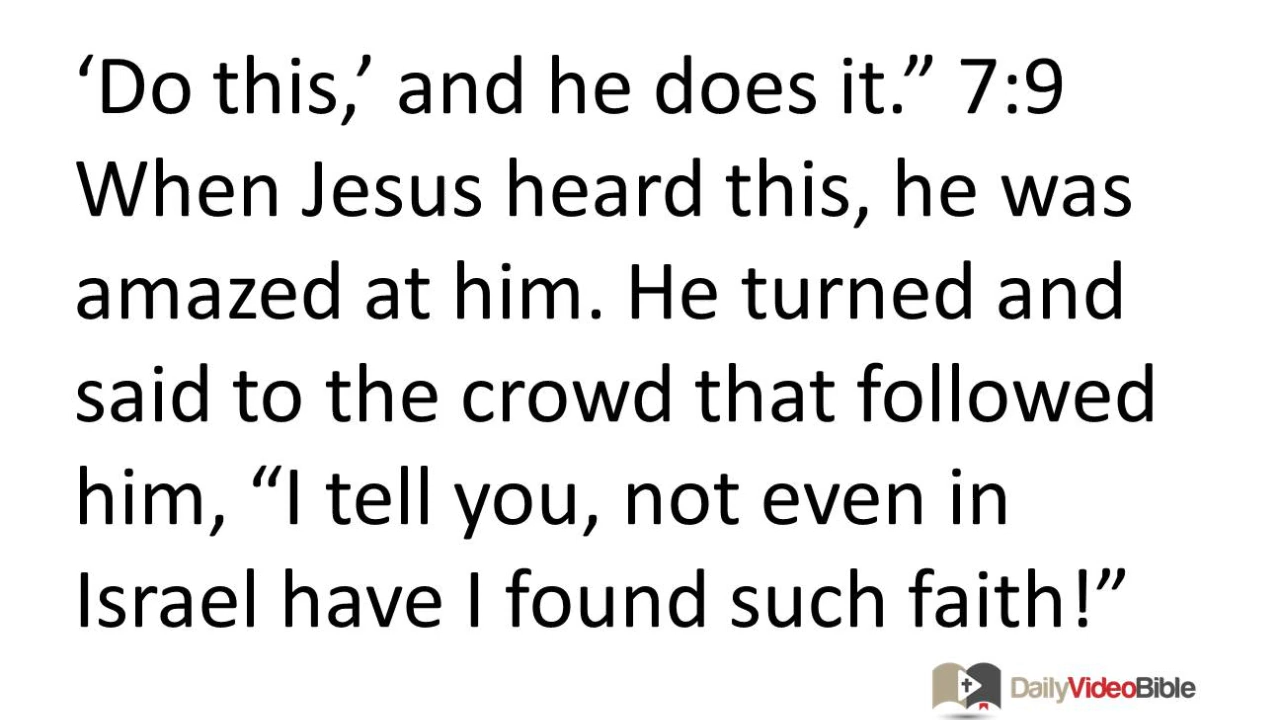 ‘Do this,’ and he does it.” 7:9
When Jesus heard this, he was
amazed at him. He turned and
said to the crowd that followed
him, “I tell you, not even in
Israel have I found such faith!”
DailyVideoBible